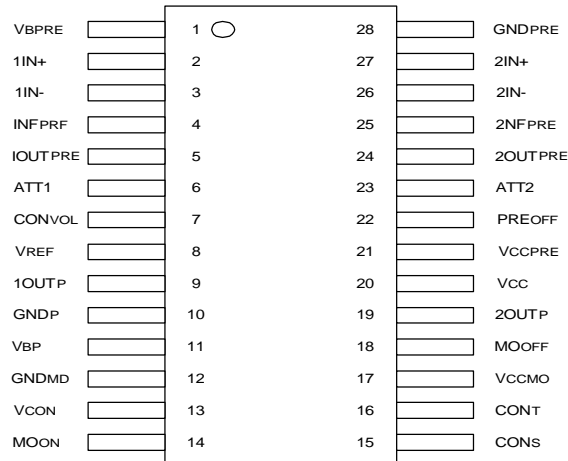 VBPRE 1 28 GNDPRE
1IN+ 2 27 2IN+
1IN- 3 26 2IN-
INFPRF 4 25 2NFPRE
IOUTPRE 5 24 2OUTPRE
ATT1 6 23 ATT2
CONVOL 7 22 PREOFF
VREF 8 21 VCCPRE
1OUTP 9 20 VCC
GNDP 10 19 2OUTP
VBP 11 18 MOOFF
GNDMD 12 17 VCCMO
VCON 13 16 CONT
MOON 14 15 CONS